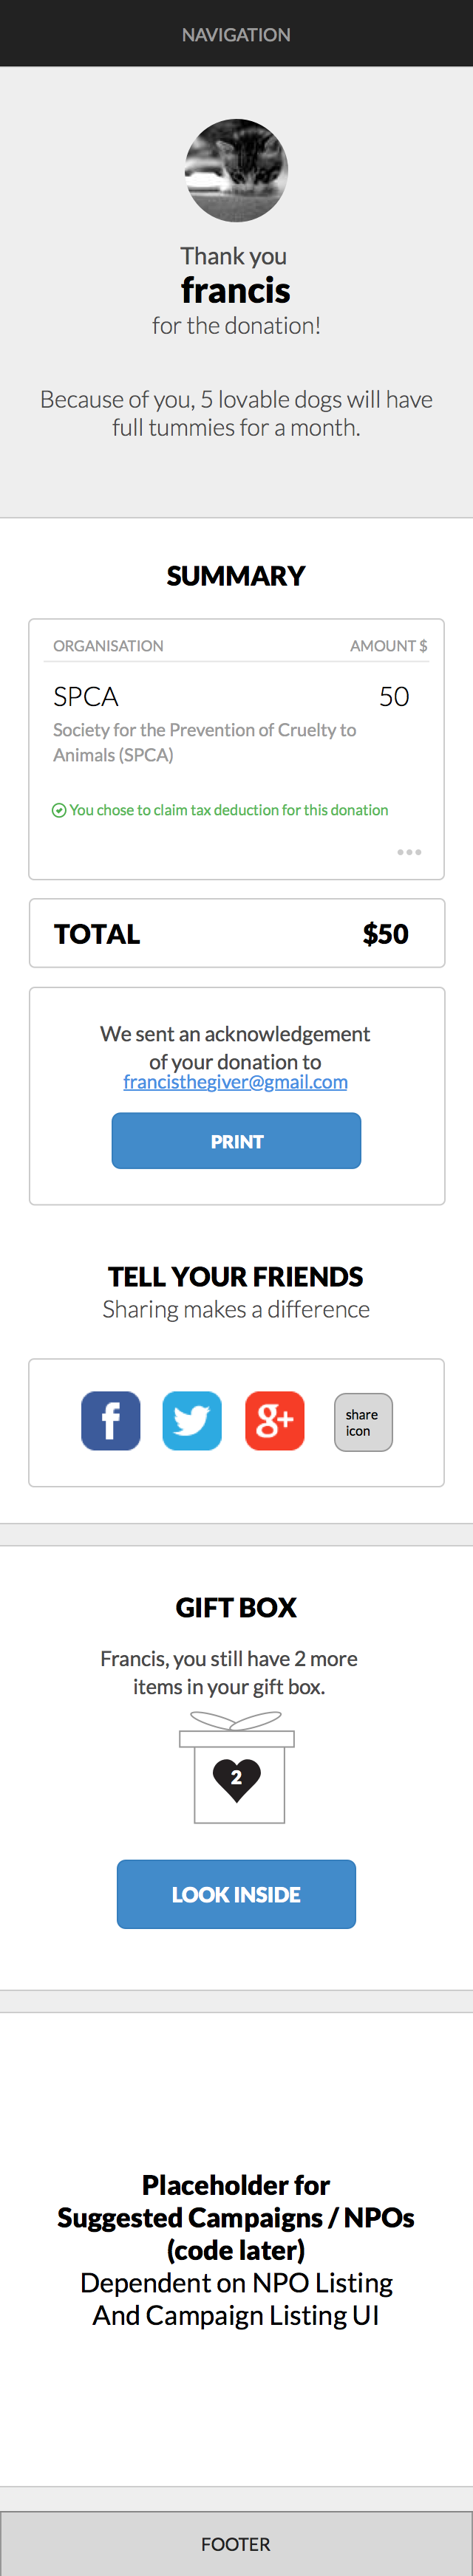 NAVIGATION
Thank you
francis
for the donation!
Because of you, 5 lovable dogs will have
full tummies for a month.
SUMMARY
ORGANISATION AMOUNT $
SPCA 50
Society for the Prevention of Cruelty to
Animals (SPCA)
You chose to claim tax deduction for this donation
TOTAL $50
We sent an acknowledgement
of your donation to
francisthegiver@gmail.com
PRINT
TELL YOUR FRIENDS
Sharing makes a difference
f g+ share
icon
GIFT BOX
Francis, you still have 2 more
items in your gift box.
2
LOOK INSIDE
Placeholder for
Suggested Campaigns / NPOs
(code later)
Dependent on NPO Listing
And Campaign Listing UI
FOOTER